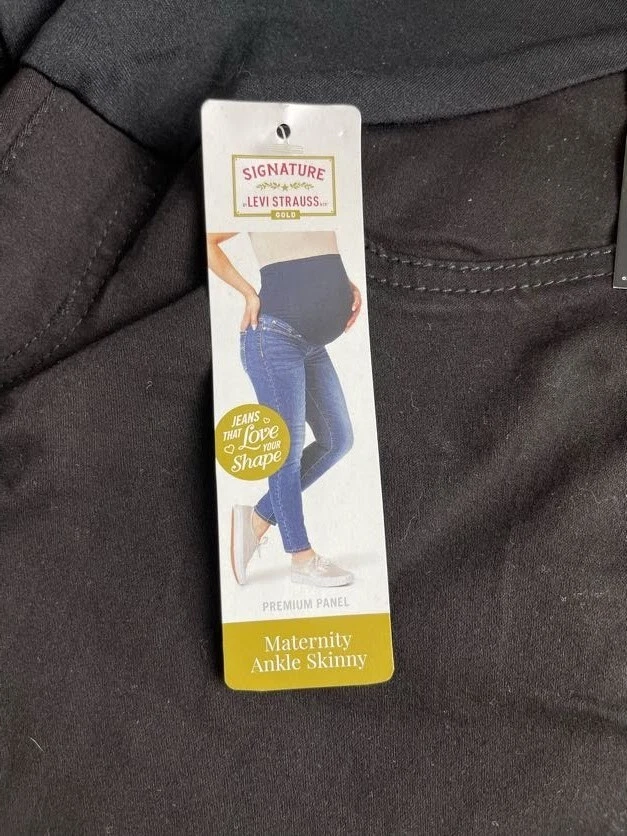 SIGNATURE
BY LEVI STRAUSS & CO.
GOLD
JEANS
THAT Love
YOUR
Shape
PREMIUM PANEL
Maternity
Ankle Skinny